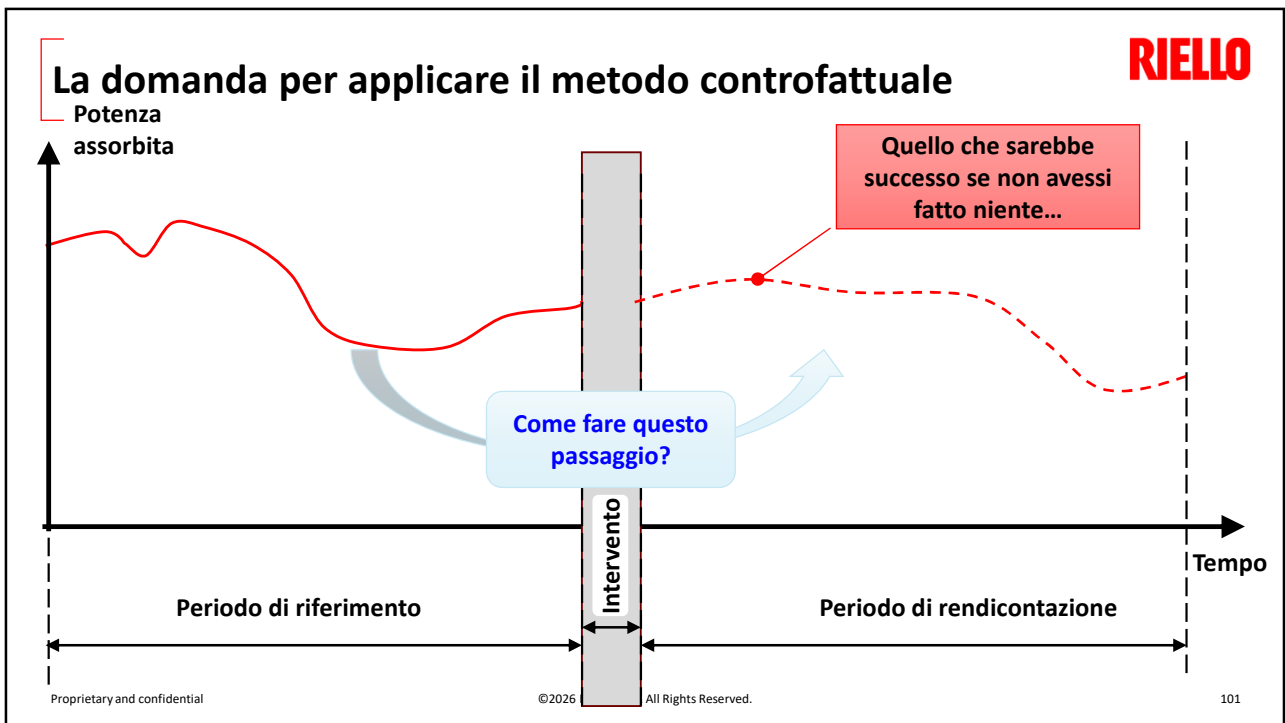 La domanda per applicare il metodo controfattuale
RIELLO
Potenza
assorbita
Quello che sarebbe
successo se non avessi
fatto niente…
Come fare questo
passaggio?
Intervento
Tempo
Periodo di riferimento
Periodo di rendicontazione
Proprietary and confidential
©2026
All Rights Reserved.
101